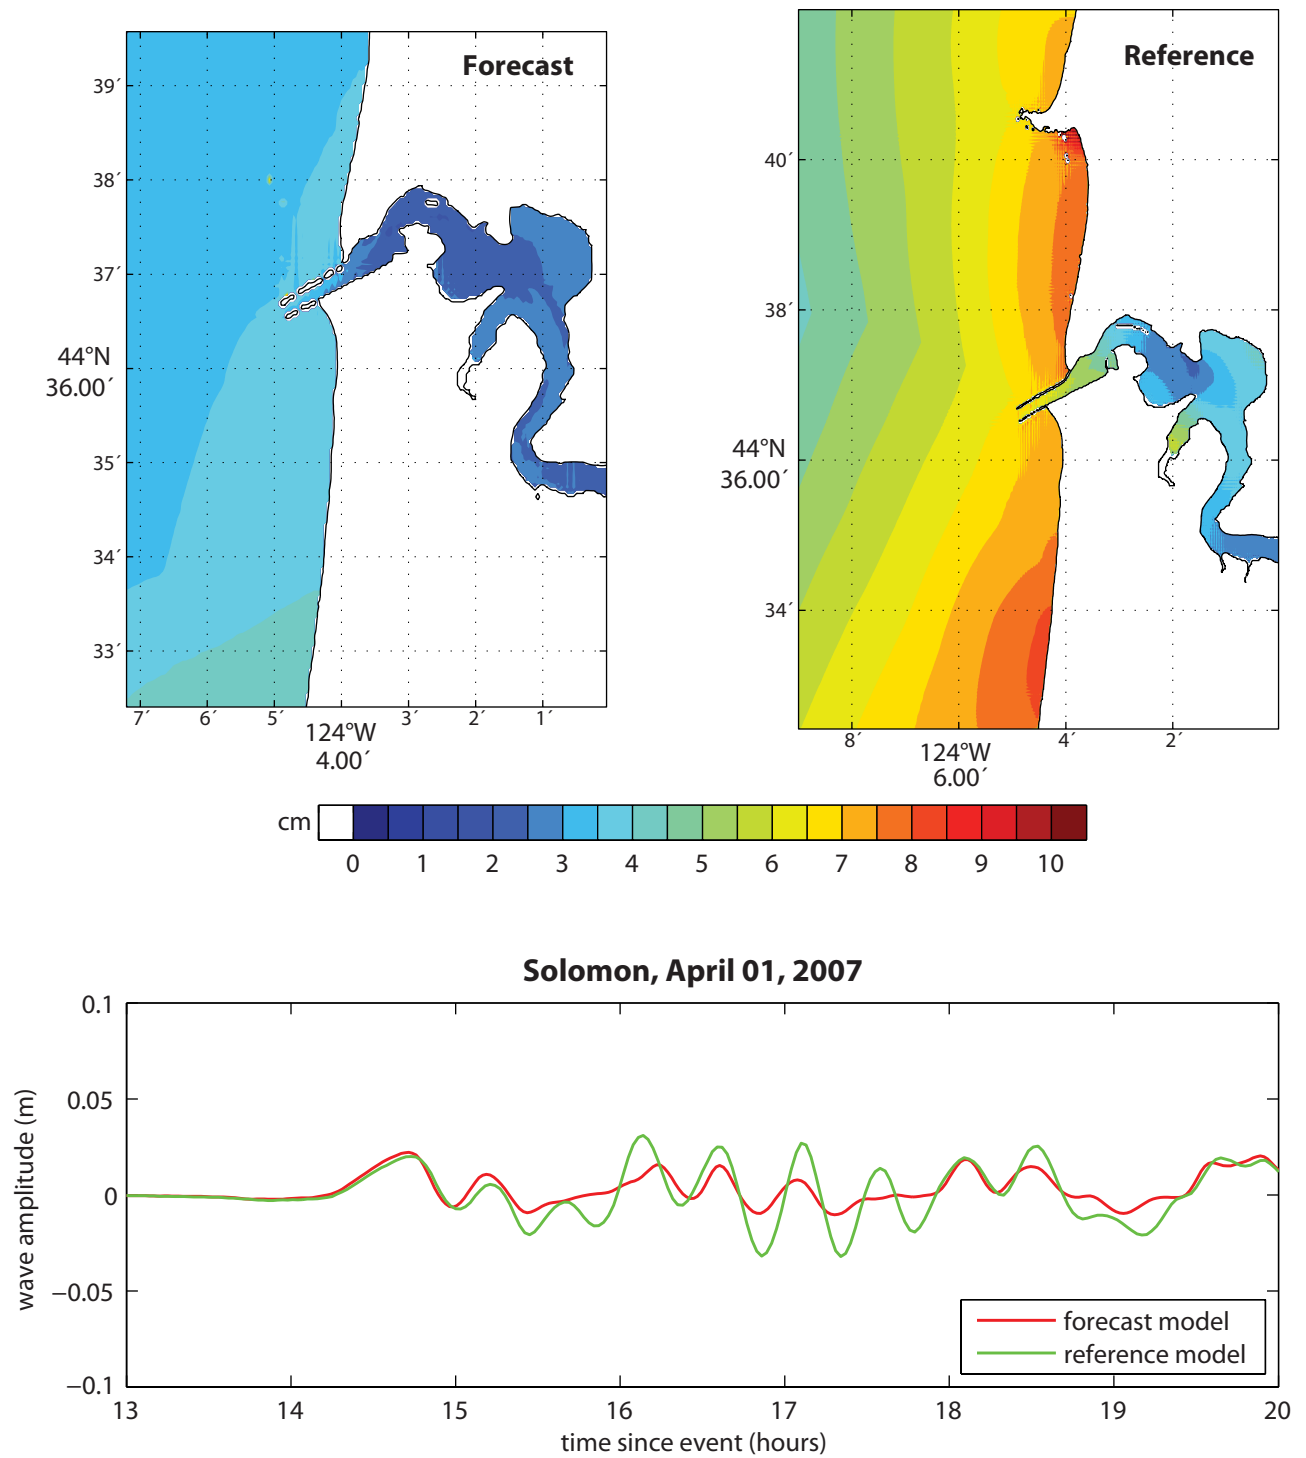 Forecast
39´
38´
37´
44°N
36.00´
35´
34´
33´
7´ 6´ 5´ 3´ 2´ 1´
124°W
4.00´
Reference
40´
38´
44°N
36.00´
34´
8´ 4´ 2´
124°W
6.00´
cm
0 1 2 3 4 5 6 7 8 9 10
Solomon, April 01, 2007
wave amplitude (m)
0.1
0.05
0
−0.05
−0.1
forecast model
reference model
13 14 15 16 17 18 19 20
time since event (hours)